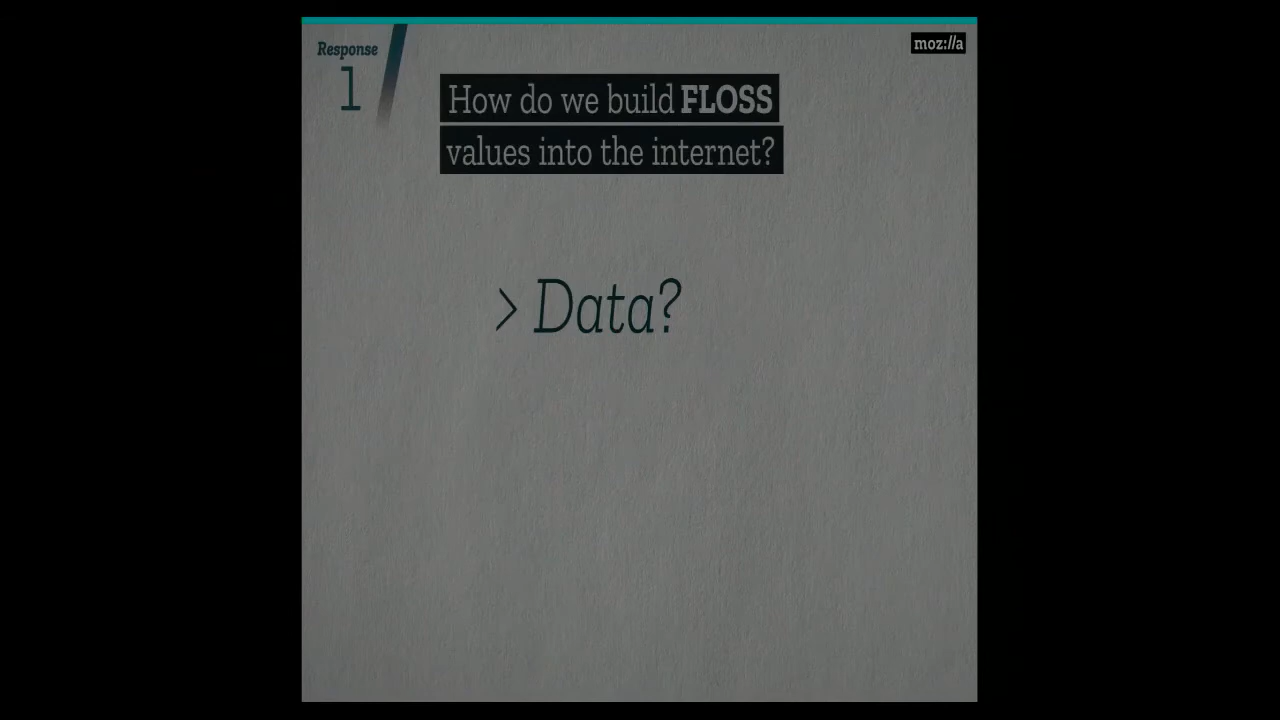 Response
1
moz://a
How do we build FLOSS
values into the internet?
> Data?